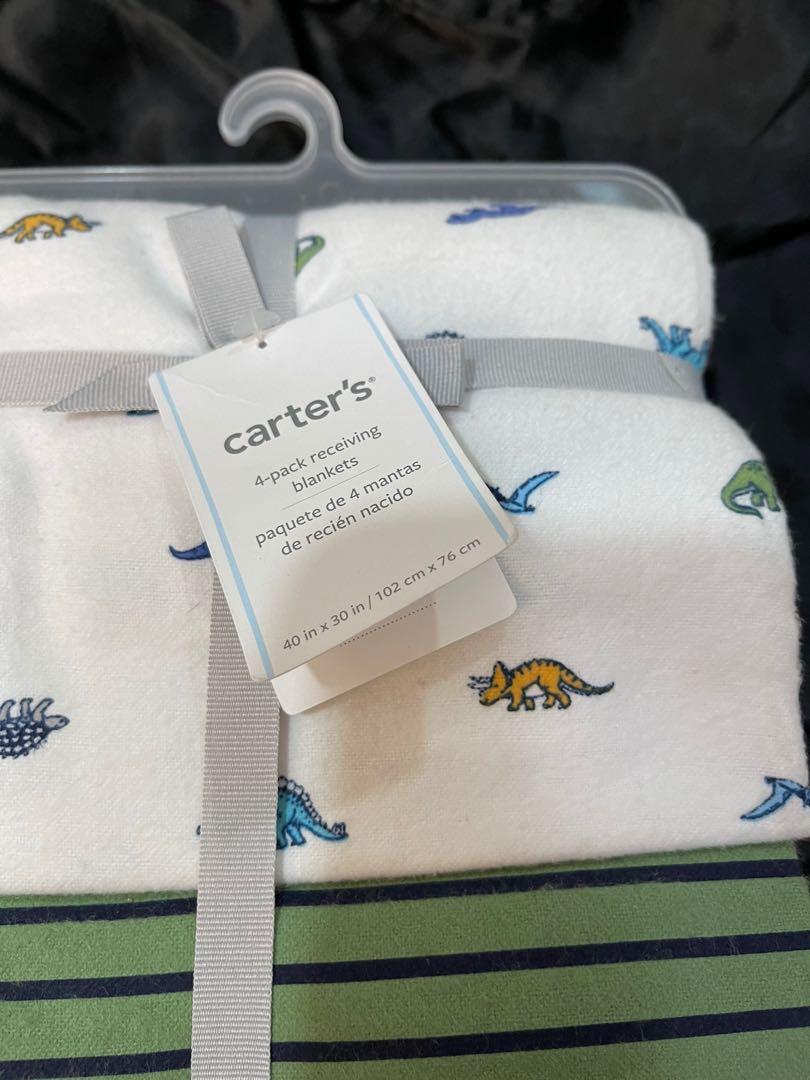 carter's®
4-pack receiving
blankets
paquete de 4 mantas
de recién nacido
40 in x 30 in / 102 cm x 76 cm